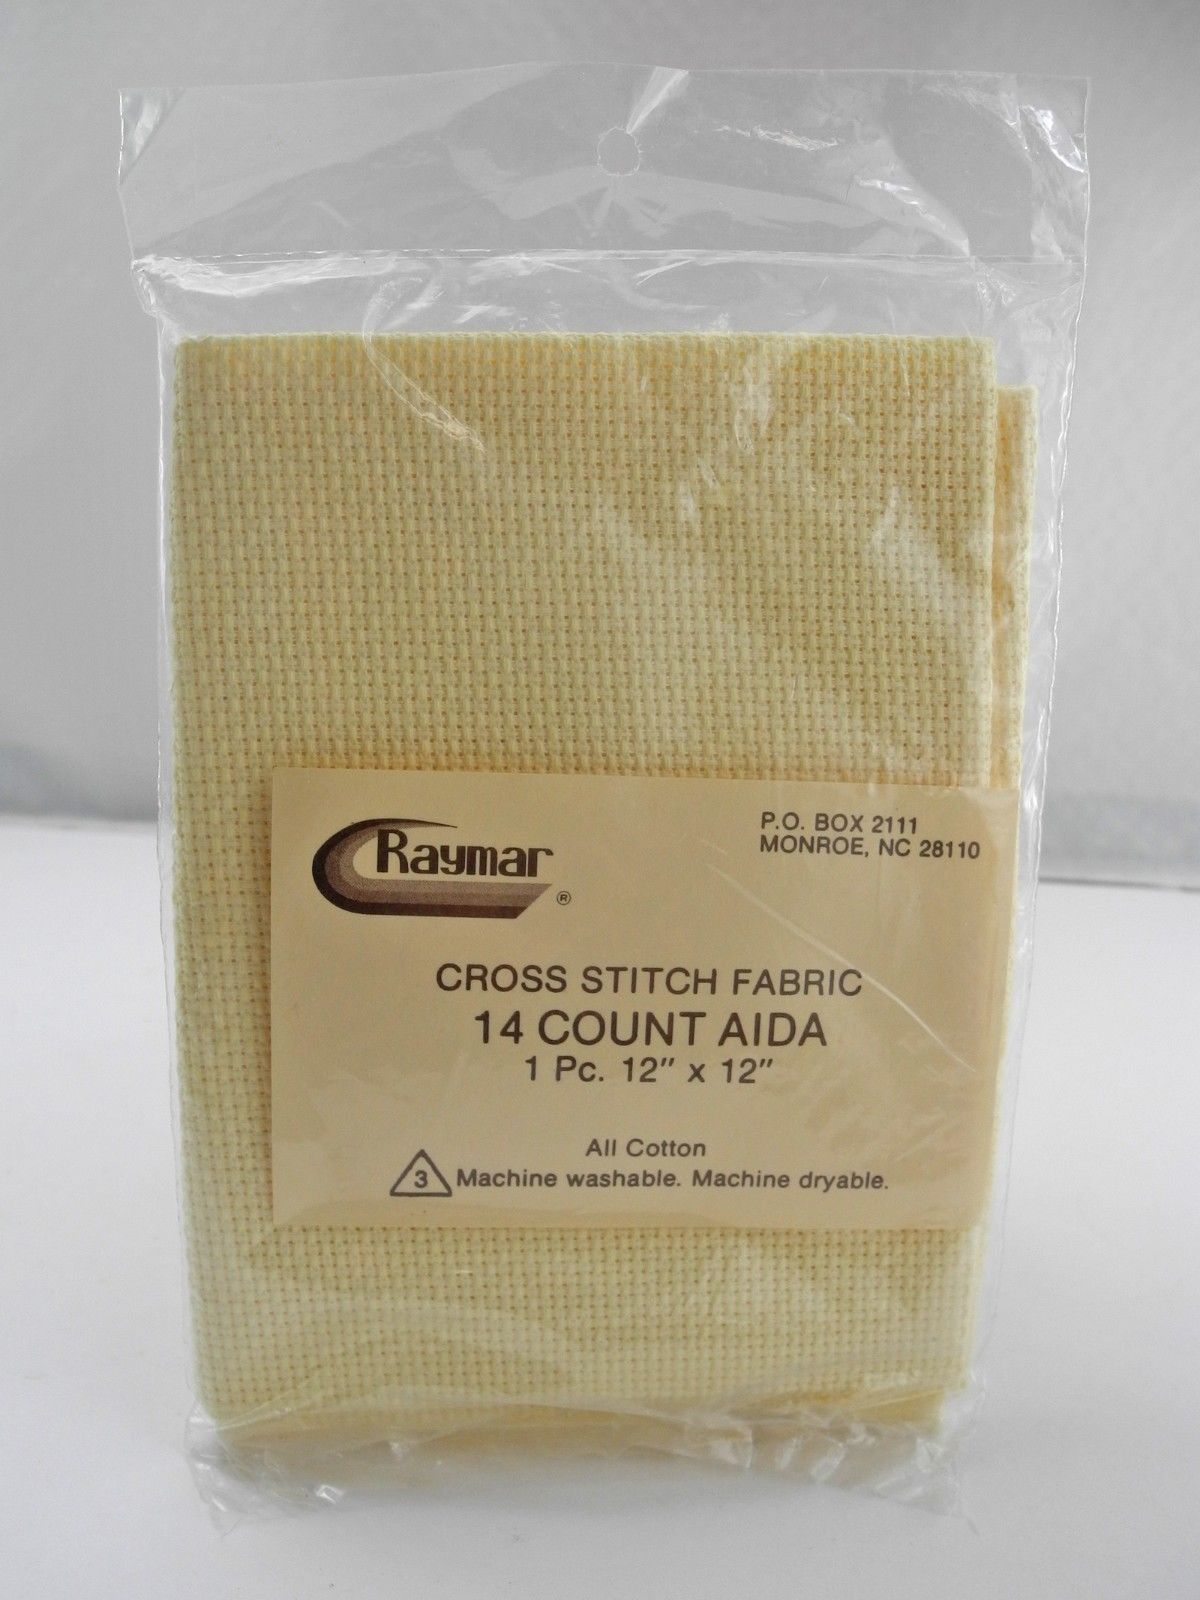 Raymar ®
P.O. BOX 2111
MONROE, NC 28110
CROSS STITCH FABRIC
14 COUNT AIDA
1 Pc. 12" x 12"
All Cotton
3 Machine washable. Machine dryable.